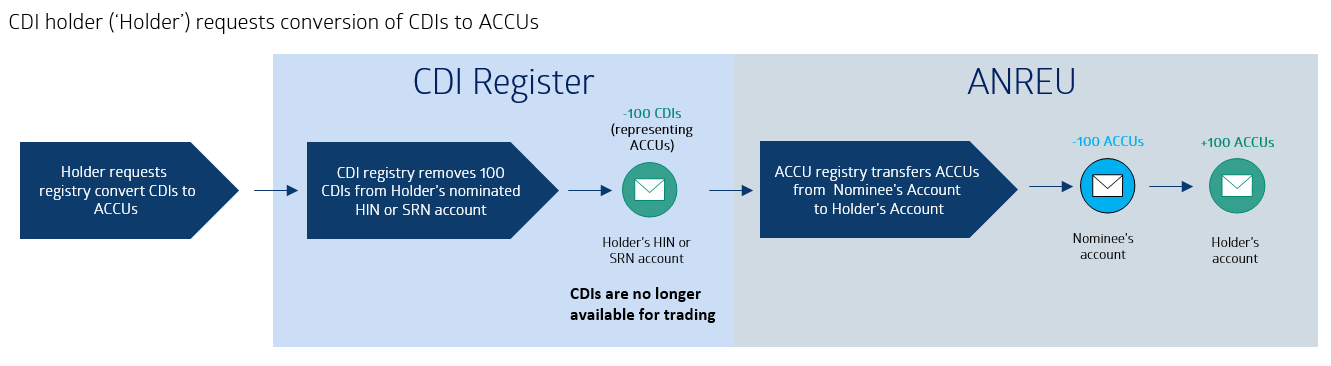 CDI holder (‘Holder’) requests conversion of CDIs to ACCUs
CDI Register
ANREU
Holder requests
registry convert CDIs to
ACCUs
CDI registry removes 100
CDIs from Holder’s nominated
HIN or SRN account
-100 CDIs
(representing
ACCUs)
Holder’s HIN or
SRN account
CDIs are no longer
available for trading
ACCU registry transfers ACCUs
from Nominee’s Account
to Holder’s Account
-100 ACCUs
Nominee’s
account
+100 ACCUs
Holder’s
account